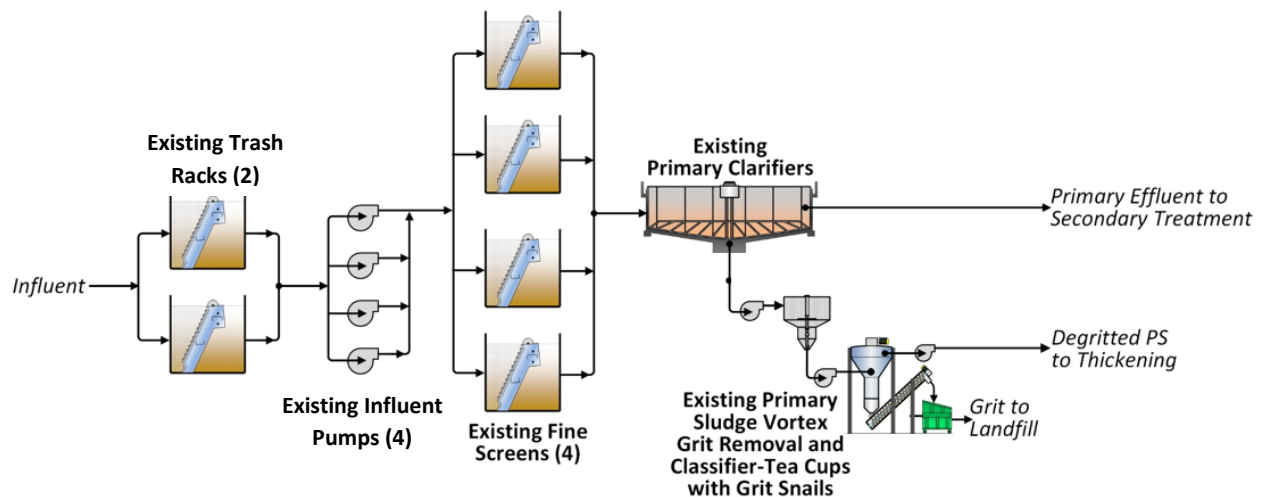 Influent
Existing Trash
Racks (2)
Existing Influent
Pumps (4)
Existing Fine
Screens (4)
Existing
Primary Clarifiers
Primary Effluent to
Secondary Treatment
Existing Primary
Sludge Vortex
Grit Removal and
Classifier-Tea Cups
with Grit Snails
Degritted PS
to Thickening
Grit to
Landfill